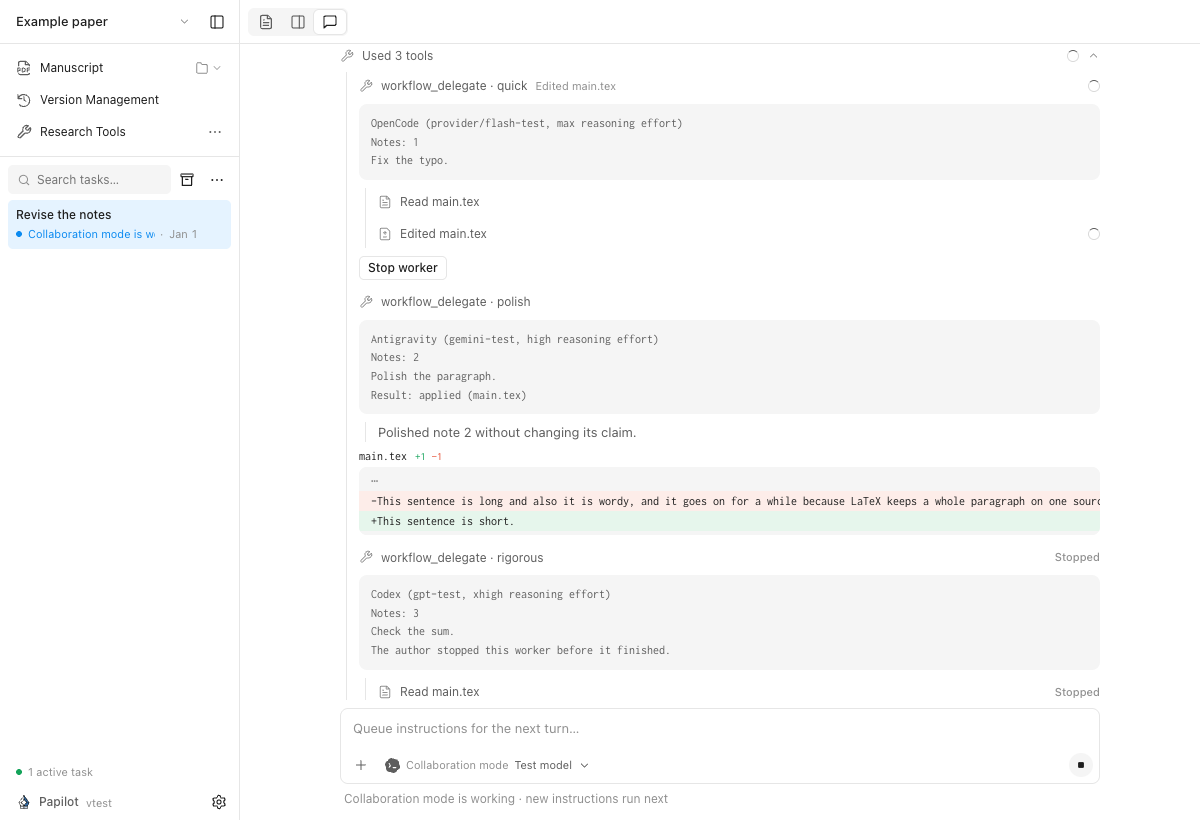 Example paper
Manuscript
Version Management
Research Tools
Search tasks...
Revise the notes
Collaboration mode is w · Jan 1
1 active task
Papilot vtest
Used 3 tools
workflow_delegate · quick Edited main.tex
OpenCode (provider/flash-test, max reasoning effort)
Notes: 1
Fix the typo.
Read main.tex
Edited main.tex
Stop worker
workflow_delegate · polish
Antigravity (gemini-test, high reasoning effort)
Notes: 2
Polish the paragraph.
Result: applied (main.tex)
Polished note 2 without changing its claim.
main.tex +1 −1
…
−This sentence is long and also it is wordy, and it goes on for a while because LaTeX keeps a whole paragraph on one sourc
+This sentence is short.
workflow_delegate · rigorous Stopped
Codex (gpt-test, xhigh reasoning effort)
Notes: 3
Check the sum.
The author stopped this worker before it finished.
Read main.tex Stopped
Queue instructions for the next turn…
Collaboration mode Test model
Collaboration mode is working · new instructions run next